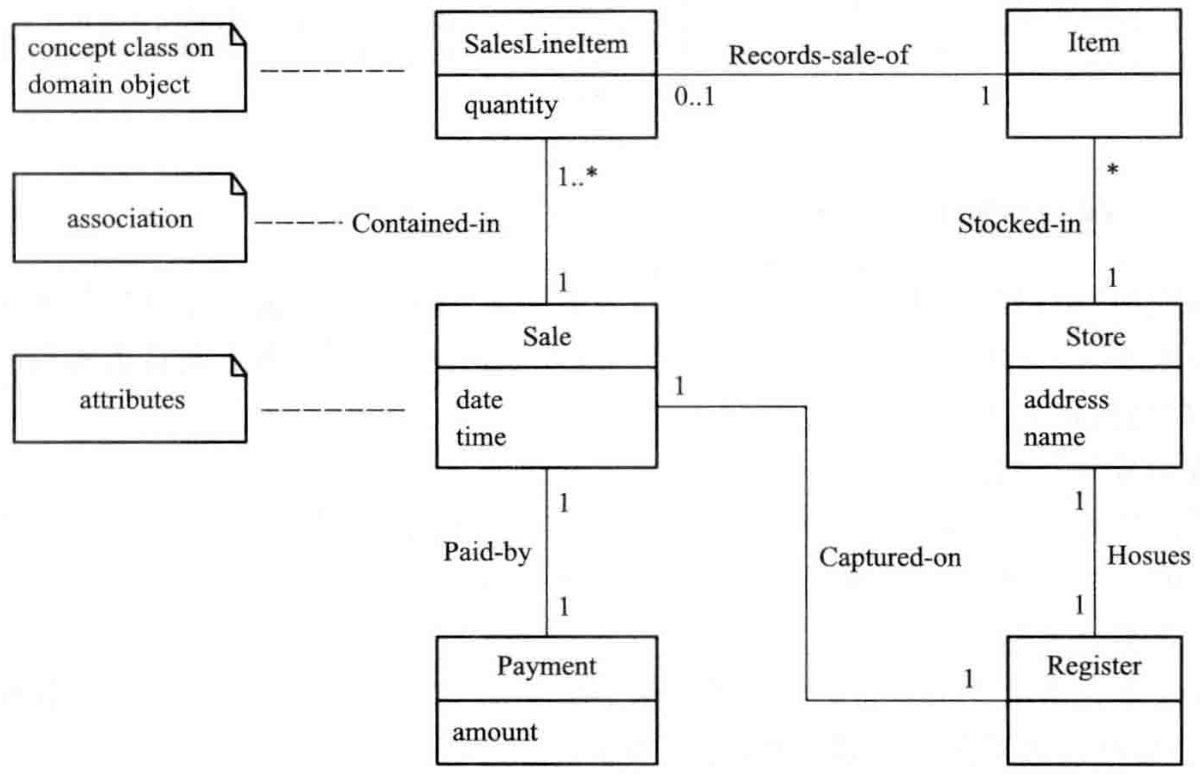 concept class on
domain object
SalesLineItem
quantity
Records-sale-of
0..1
1
Item
association
Contained-in
1..*
1
Stocked-in
*
1
attributes
Sale
date
time
1
Store
address
name
Paid-by
1
1
Captured-on
1
1
Hosues
1
Payment
amount
Register